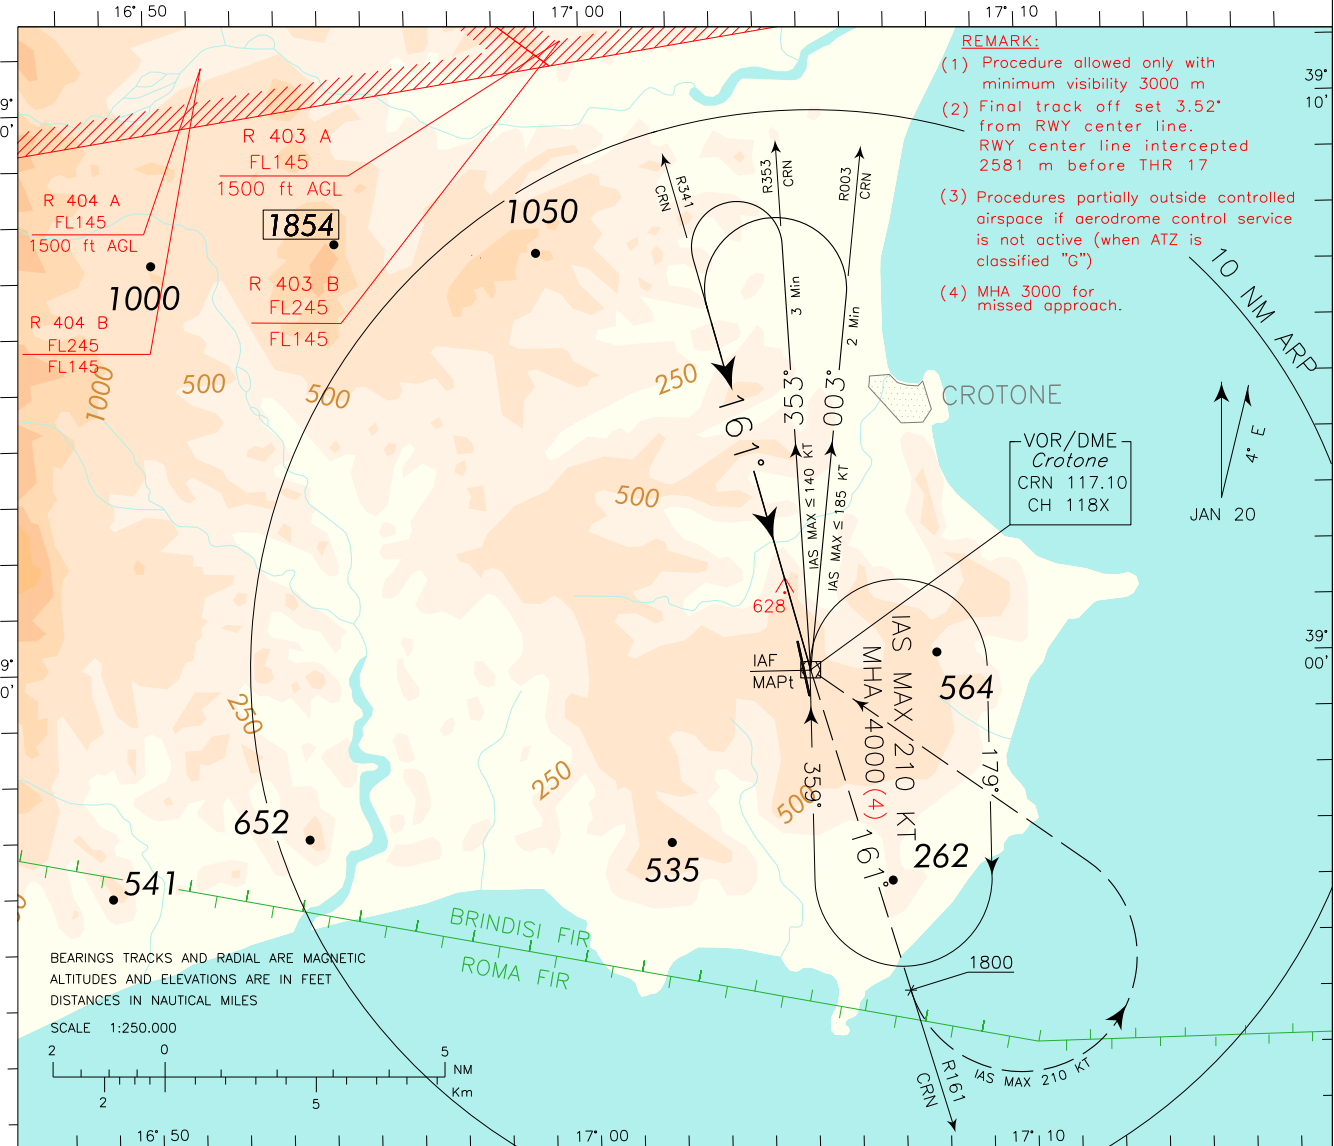 16° 50
17° 00
17° 10
REMARK:
(1) Procedure allowed only with
minimum visibility 3000 m
(2) Final track off set 3.52°
from RWY center line.
RWY center line intercepted
2581 m before THR 17
(3) Procedures partially outside controlled
airspace if aerodrome control service
is not active (when ATZ is
classified "G")
(4) MHA 3000 for
missed approach.
39°
10'
9°
0'
R 403 A
FL145
1500 ft AGL
R 404 A
FL145
1500 ft AGL
1854
1050
1000
R 403 B
FL245
FL145
R 404 B
FL245
FL145
R341
CRN
R353
CRN
R003
CRN
10 NM ARP
3 Min
2 Min
1000
500
500
250
500
161°
353°
003°
IAS MAX ≤ 140 KT
IAS MAX ≤ 185 KT
CROTONE
VOR/DME
Crotone
CRN 117.10
CH 118X
4° E
JAN 20
628
IAF
MAPt
IAS MAX/210 KT
MHA/4000(4)
564
39°
00'
9°
0'
250
250
500
359°
179°
161°
652
535
262
541
BRINDISI FIR
ROMA FIR
1800
R161
CRN
IAS MAX 210 KT
BEARINGS TRACKS AND RADIAL ARE MAGNETIC
ALTITUDES AND ELEVATIONS ARE IN FEET
DISTANCES IN NAUTICAL MILES
SCALE 1:250.000
2 0 5
NM
Km
2 5
16° 50
17° 00
17° 10